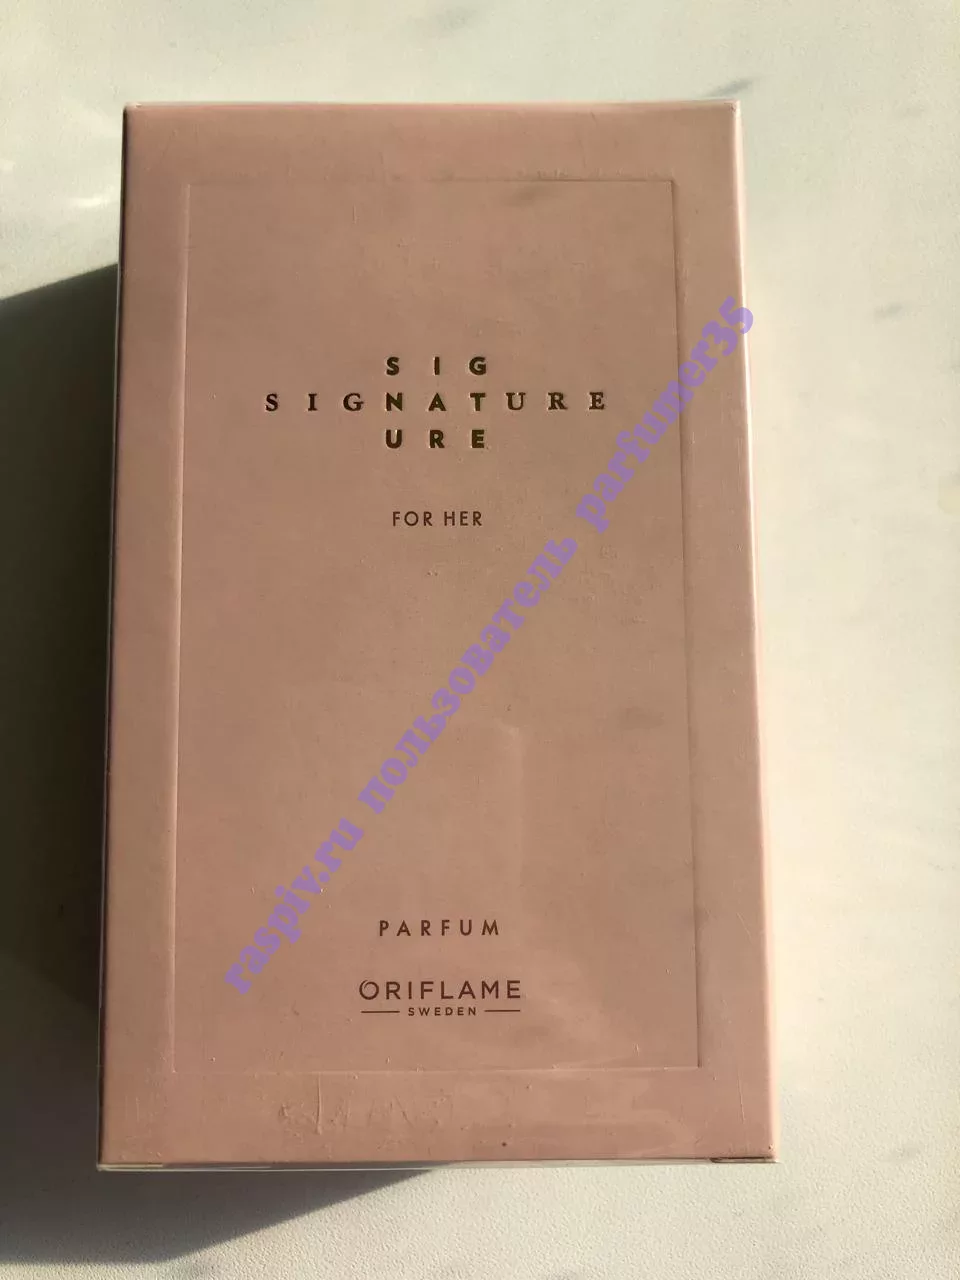 SIG
SIGNATURE
URE
FOR HER
raspiv.ru пользователь parfumer35
PARFUM
ORIFLAME
SWEDEN